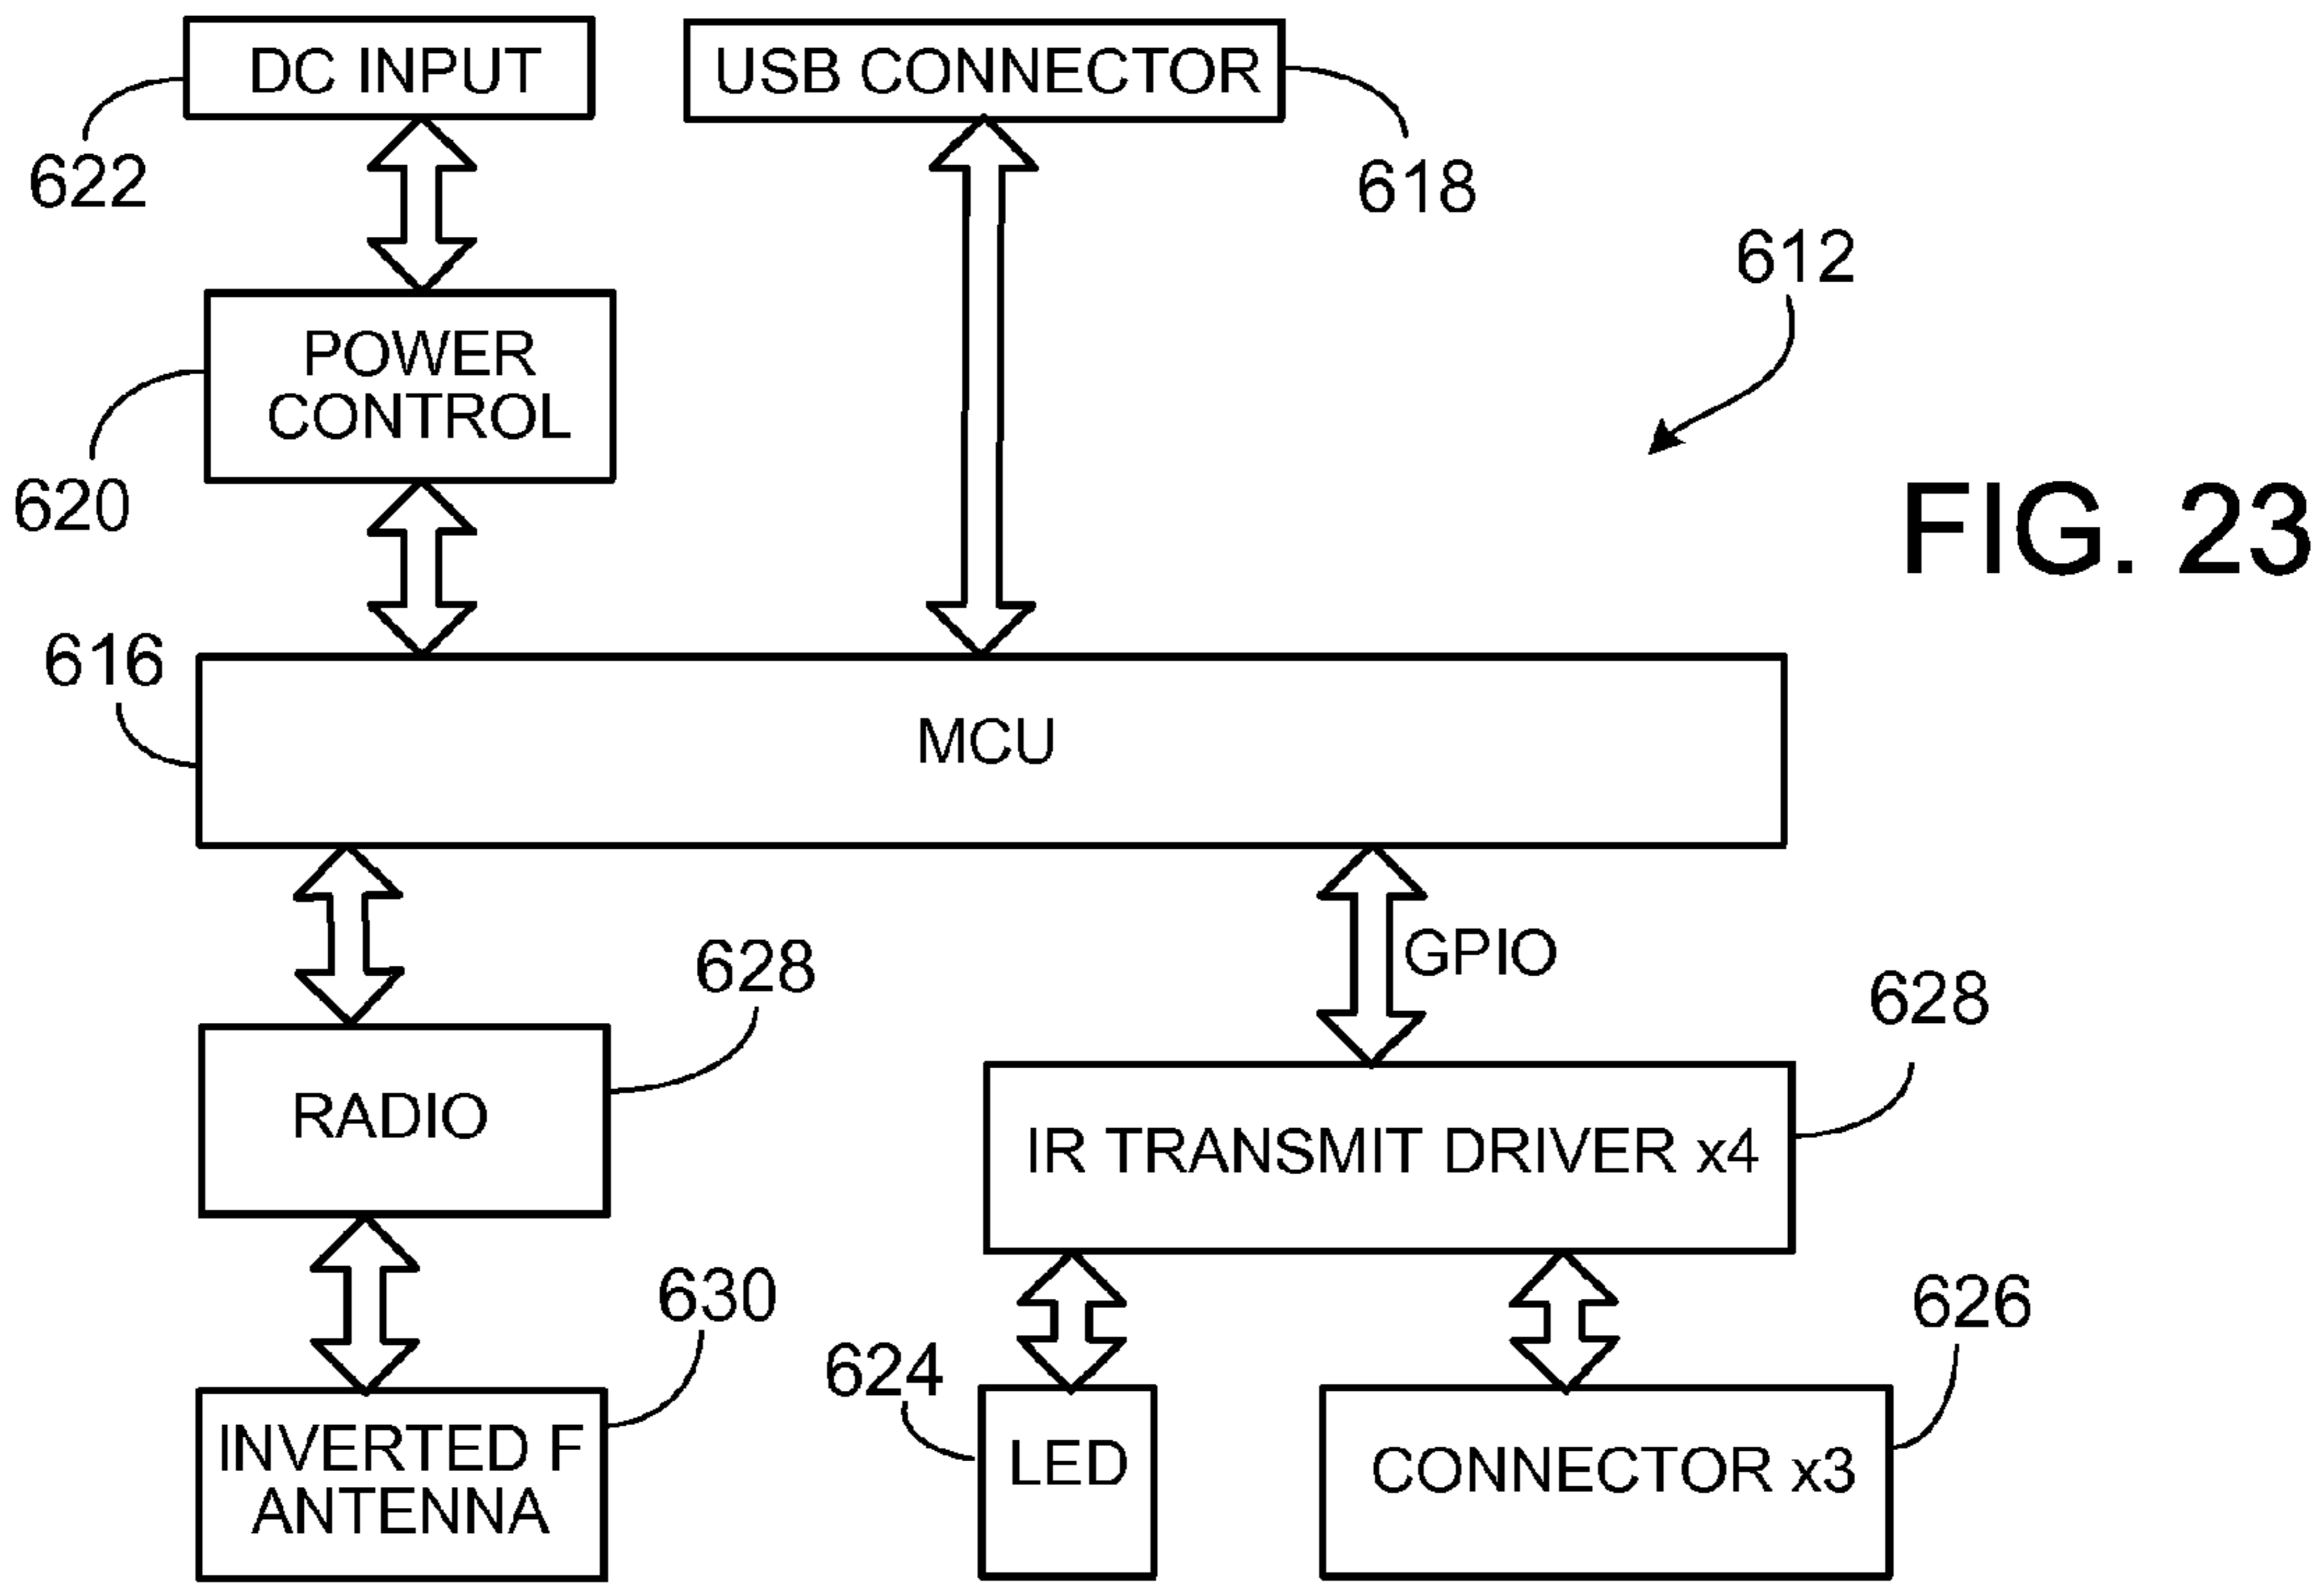 DC INPUT
USB CONNECTOR
622
618
612
POWER
CONTROL
620
FIG. 23
616
MCU
GPIO
628
628
RADIO
IR TRANSMIT DRIVER x4
630
626
624
INVERTED F
ANTENNA
LED
CONNECTOR x3